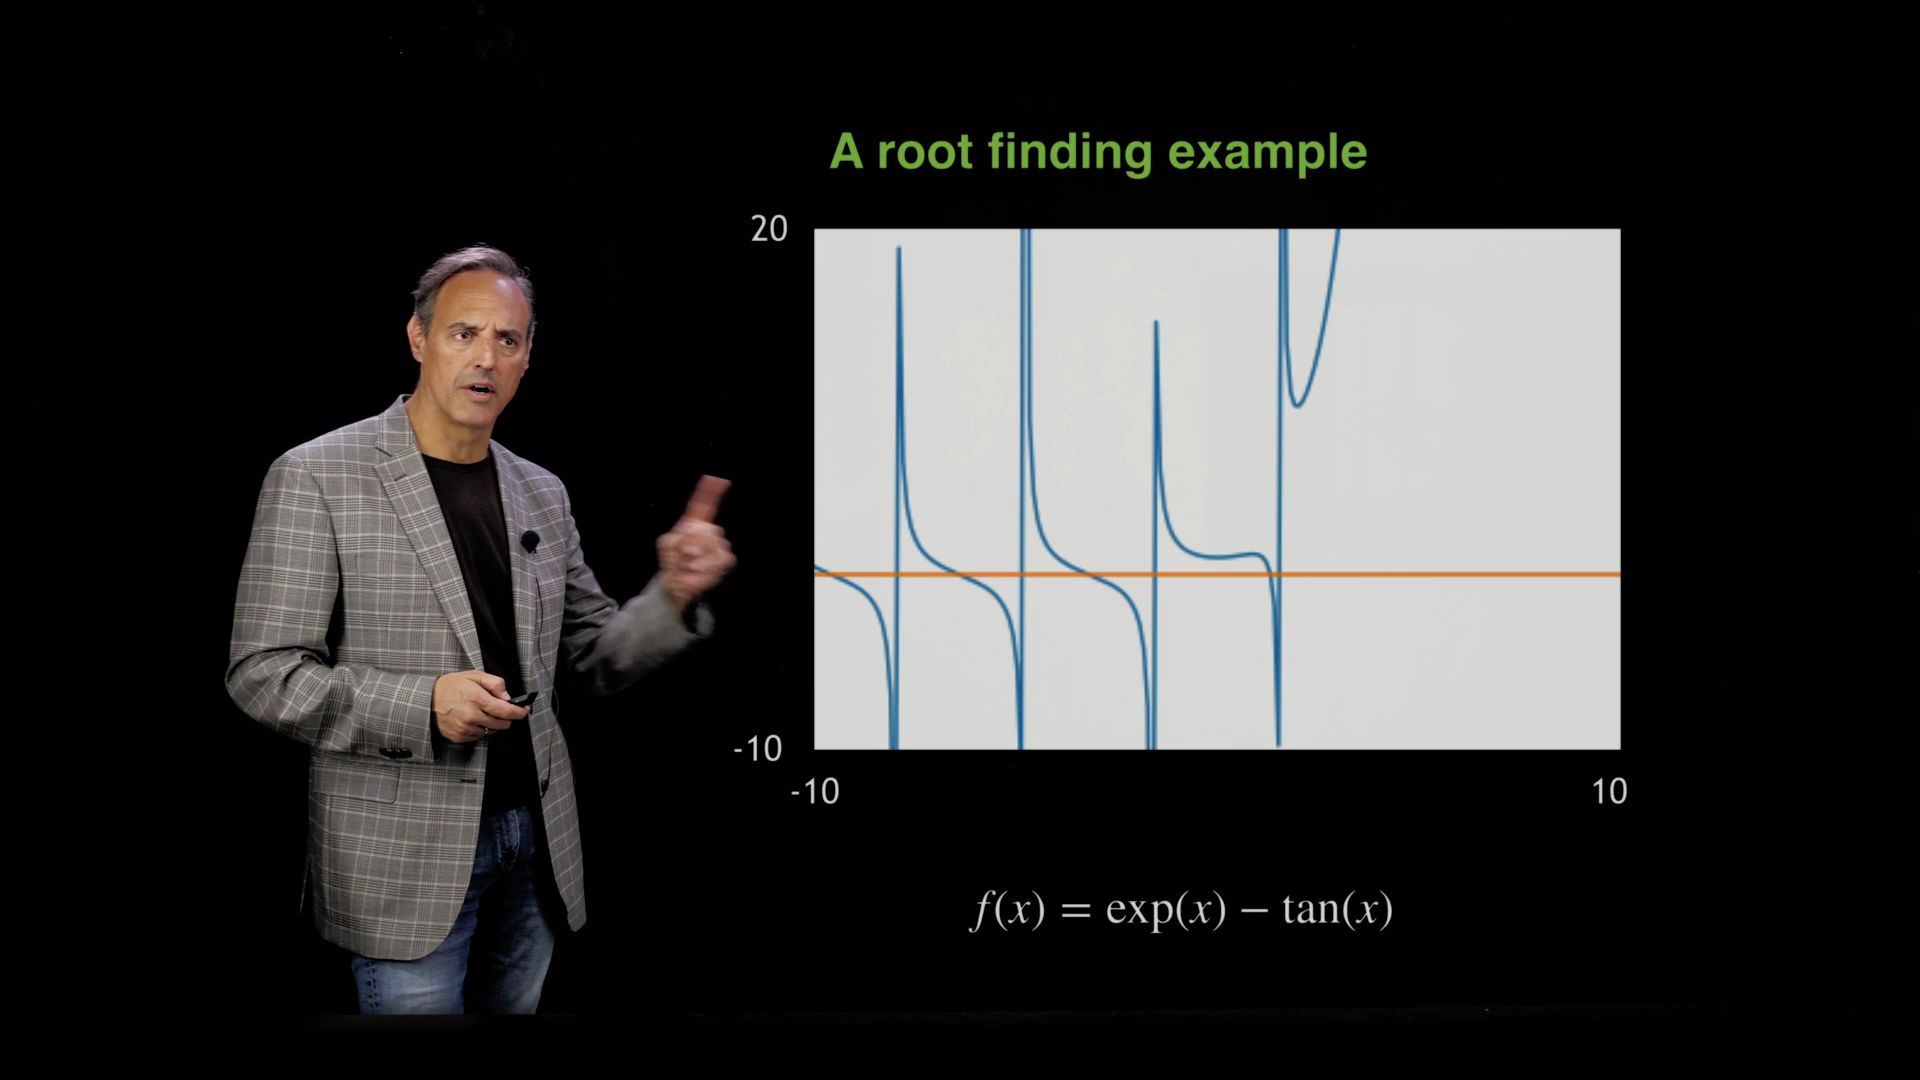 A root finding example
20
-10
-10
10
f(x) = exp(x) − tan(x)